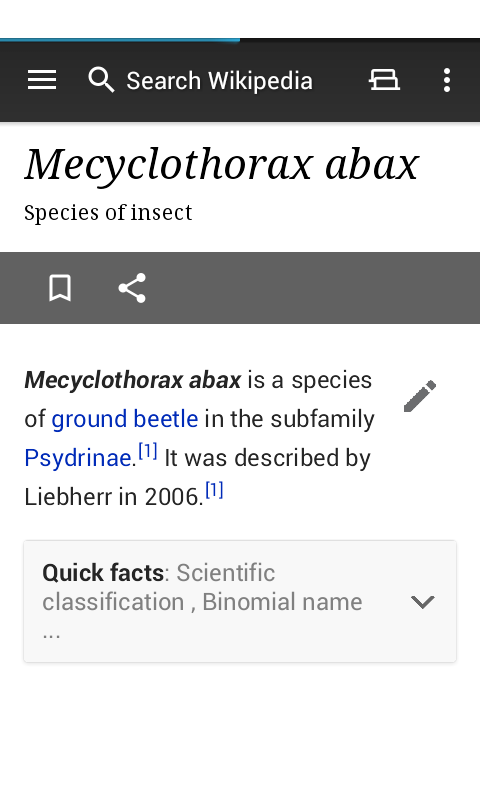 Search Wikipedia
Mecyclothorax abax
Species of insect
Mecyclothorax abax is a species
of ground beetle in the subfamily
Psydrinae.[1] It was described by
Liebherr in 2006.[1]
Quick facts: Scientific
classification , Binomial name
...